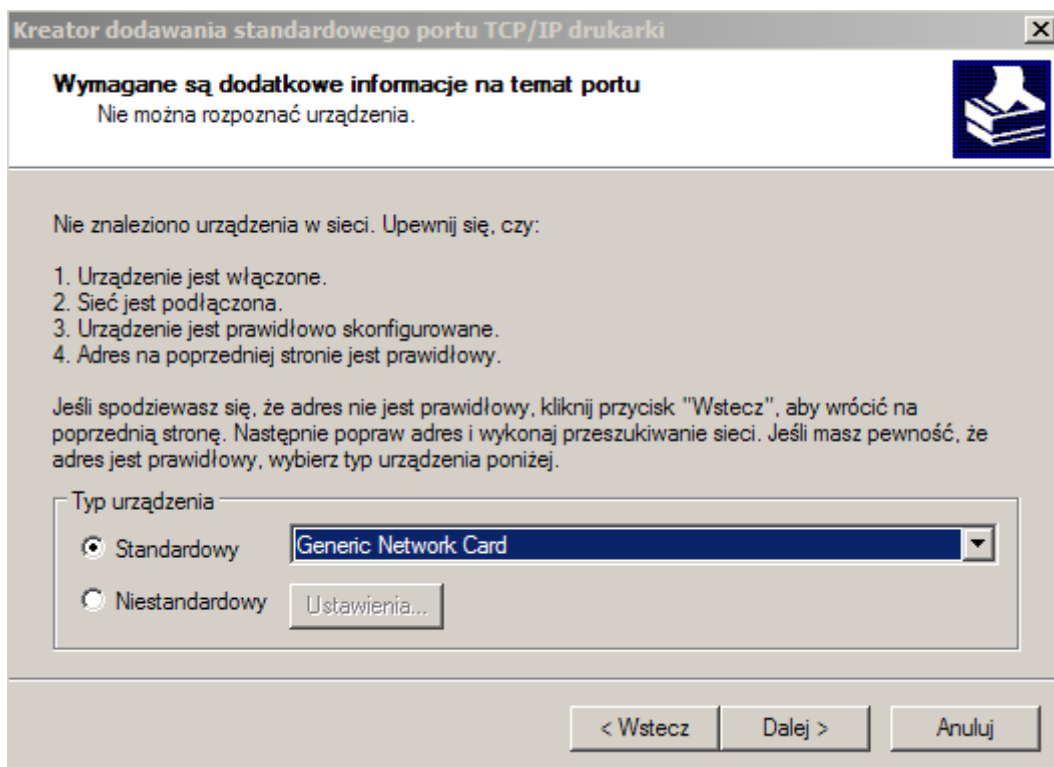 Kreator dodawania standardowego portu TCP/IP drukarki
Wymagane są dodatkowe informacje na temat portu
Nie można rozpoznać urządzenia.
Nie znaleziono urządzenia w sieci. Upewnij się, czy:
1. Urządzenie jest włączone.
2. Sieć jest podłączona.
3. Urządzenie jest prawidłowo skonfigurowane.
4. Adres na poprzedniej stronie jest prawidłowy.
Jeśli spodziewasz się, że adres nie jest prawidłowy, kliknij przycisk "Wstecz", aby wrócić na
poprzednią stronę. Następnie popraw adres i wykonaj przeszukiwanie sieci. Jeśli masz pewność, że
adres jest prawidłowy, wybierz typ urządzenia poniżej.
Typ urządzenia
Standardowy Generic Network Card
Niestandardowy Ustawienia...
< Wstecz Dalej > Anuluj